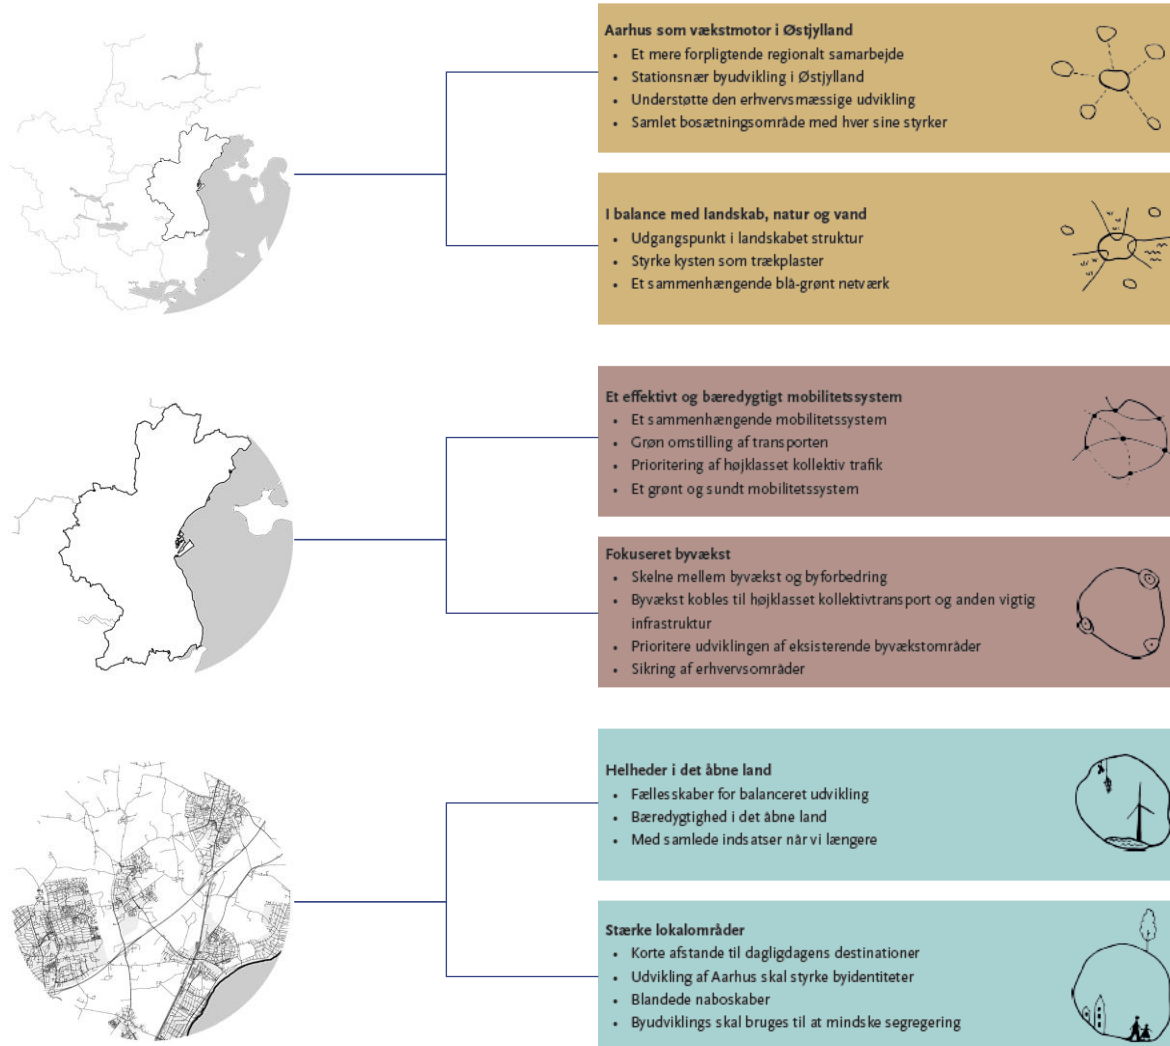 Aarhus som vækstmotor i Østjylland
• Et mere forpligtende regionalt samarbejde
• Stationsnær byudvikling i Østjylland
• Understøtte den erhvervsmæssige udvikling
• Samlet bosætningsområde med hver sine styrker
I balance med landskab, natur og vand
• Udgangspunkt i landskabet struktur
• Styrke kysten som trækplaster
• Et sammenhængende blå-grønt netværk
Et effektivt og bæredygtigt mobilitetssystem
• Et sammenhængende mobilitetssystem
• Grøn omstilling af transporten
• Prioritering af højklasset kollektiv trafik
• Et grønt og sundt mobilitetssystem
Fokuseret byvækst
• Skelne mellem byvækst og byforbedring
• Byvækst kobles til højklasset kollektivtransport og anden vigtig
infrastruktur
• Prioritere udviklingen af eksisterende byvækstområder
• Sikring af erhvervsområder
Helheder i det åbne land
• Fællesskaber for balanceret udvikling
• Bæredygtighed i det åbne land
• Med samlede indsatser når vi længere
Stærke lokalområder
• Korte afstande til dagligdagens destinationer
• Udvikling af Aarhus skal styrke byidentiteter
• Blandede naboskaber
• Byudviklings skal bruges til at mindske segregering